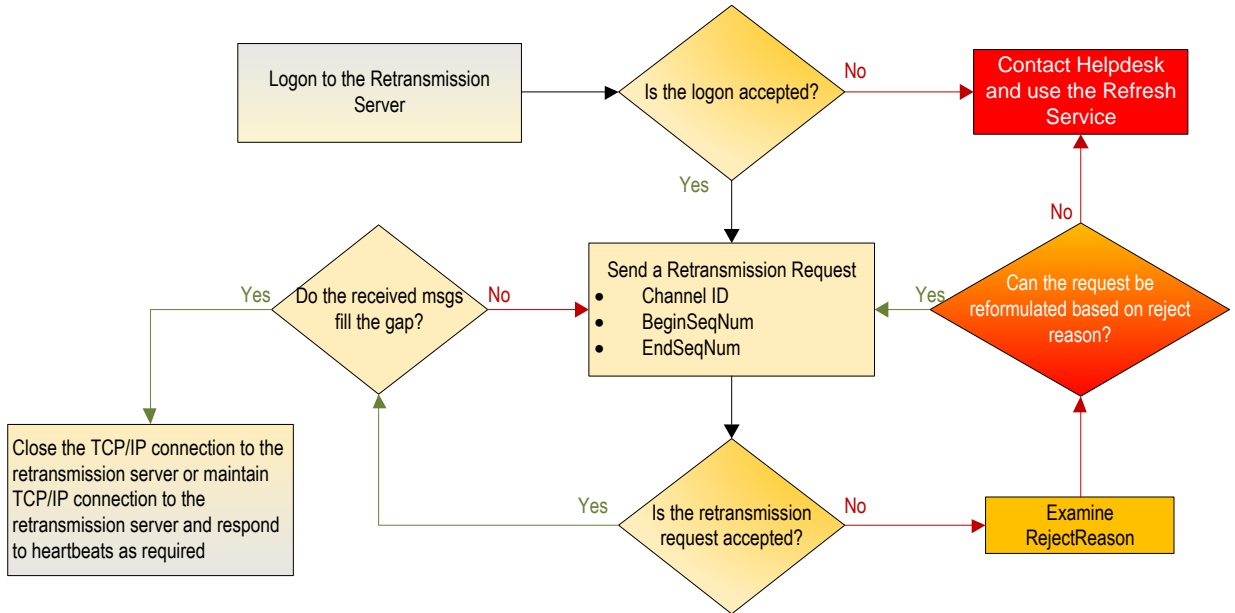 Logon to the Retransmission
Server
Is the logon accepted?
No
Contact Helpdesk
and use the Refresh
Service
Yes
No
Send a Retransmission Request
• Channel ID
• BeginSeqNum
• EndSeqNum
Yes
Do the received msgs
fill the gap?
No
Yes
Can the request be
reformulated based on reject
reason?
Close the TCP/IP connection to the
retransmission server or maintain
TCP/IP connection to the
retransmission server and respond
to heartbeats as required
Yes
Is the retransmission
request accepted?
No
Examine
RejectReason